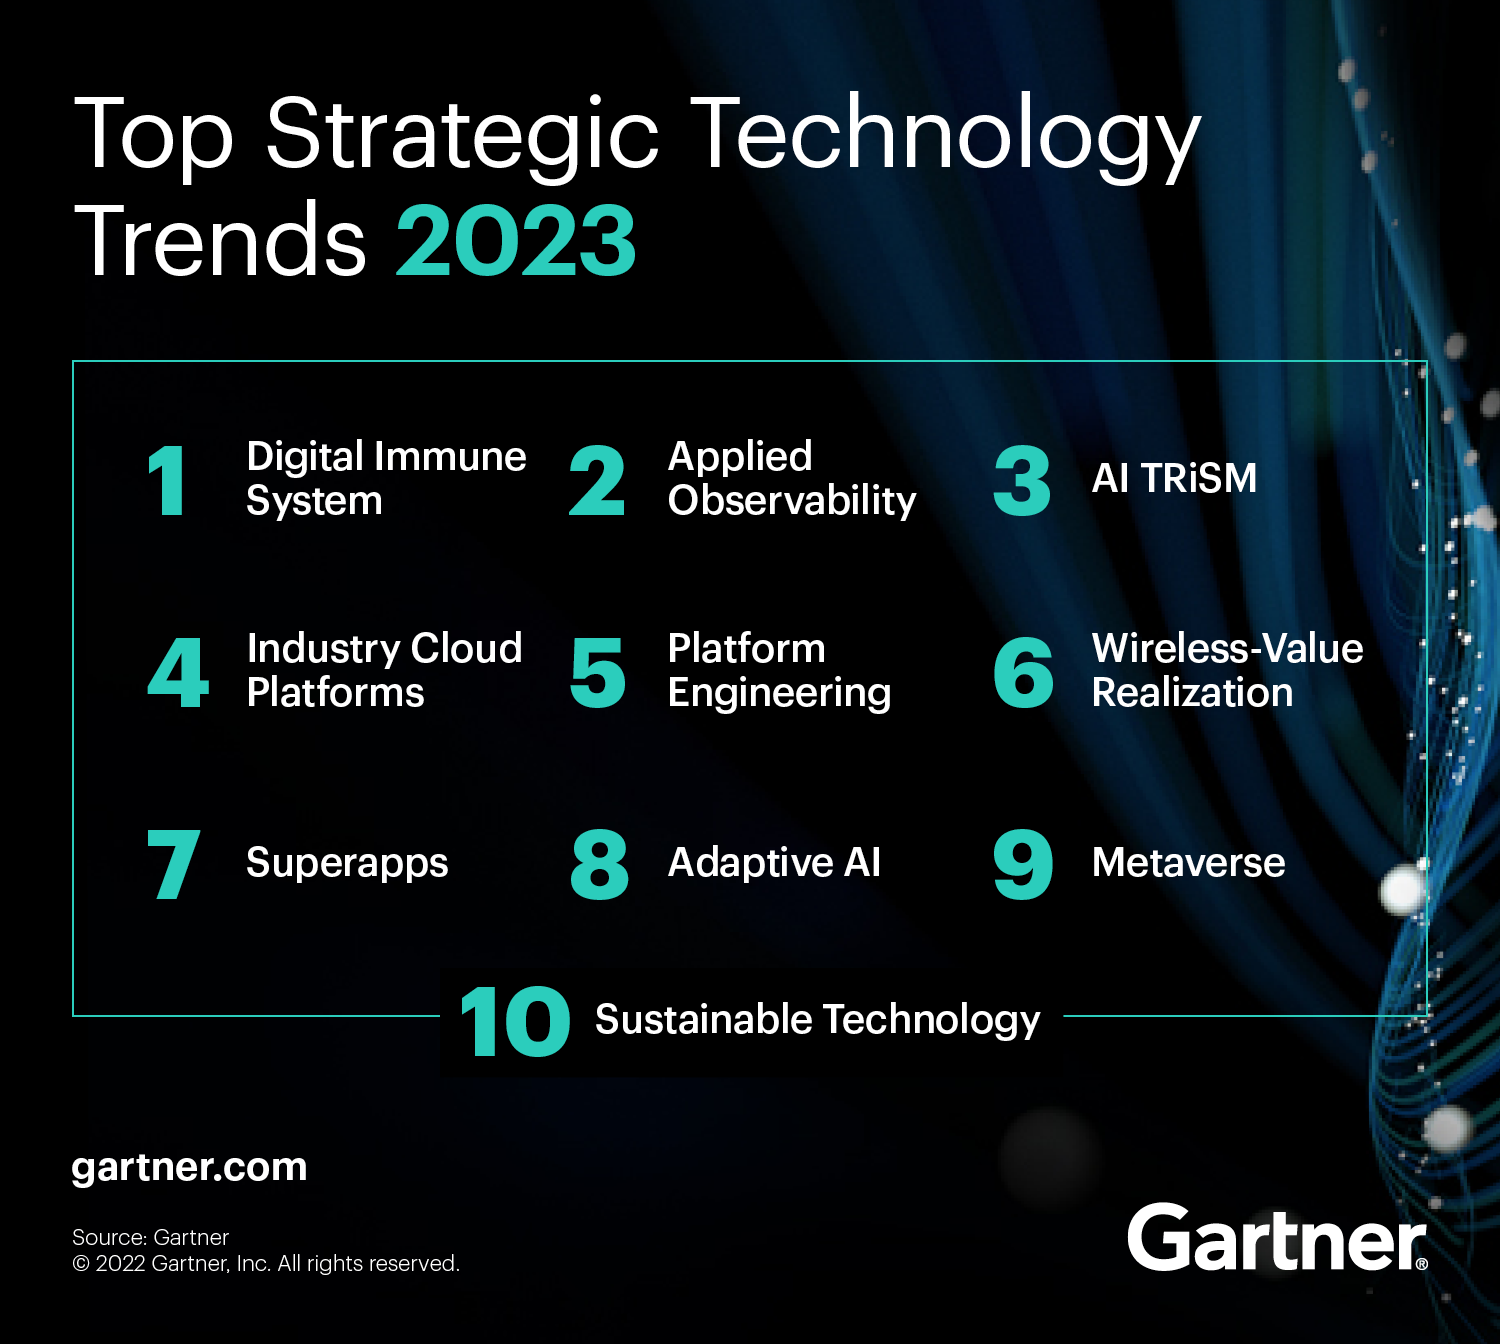 Top Strategic Technology
Trends 2023
1 Digital Immune
System
2 Applied
Observability
3 AI TRiSM
4 Industry Cloud
Platforms
5 Platform
Engineering
6 Wireless-Value
Realization
7 Superapps
8 Adaptive AI
9 Metaverse
10 Sustainable Technology
gartner.com
Source: Gartner
© 2022 Gartner, Inc. All rights reserved.
Gartner®